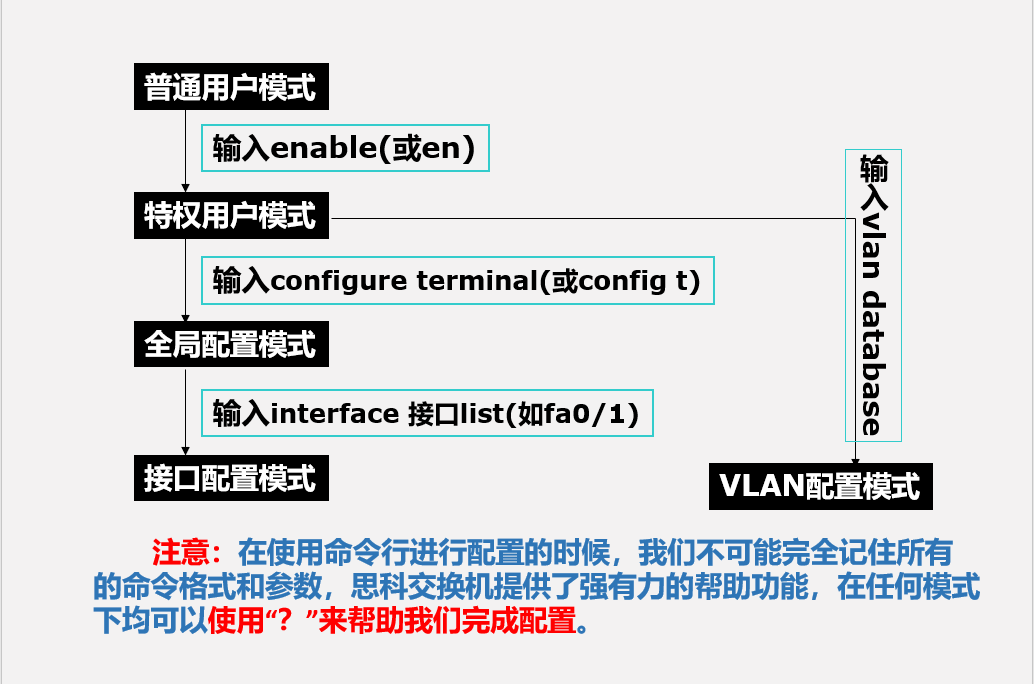 普通用户模式
输入enable(或en)
特权用户模式
输入configure terminal(或config t)
全局配置模式
输入interface 接口list(如fa0/1)
接口配置模式
输入vlan database
VLAN配置模式
注意：在使用命令行进行配置的时候，我们不可能完全记住所有
的命令格式和参数，思科交换机提供了强有力的帮助功能，在任何模式
下均可以使用“？”来帮助我们完成配置。